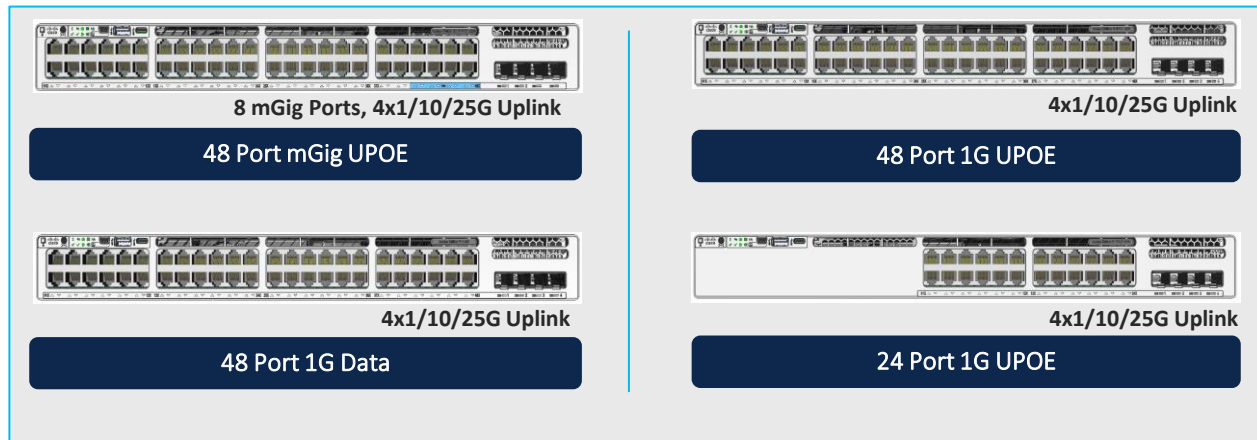 8 mGig Ports, 4x1/10/25G Uplink
48 Port mGig UPOE
4x1/10/25G Uplink
48 Port 1G UPOE
4x1/10/25G Uplink
48 Port 1G Data
4x1/10/25G Uplink
24 Port 1G UPOE